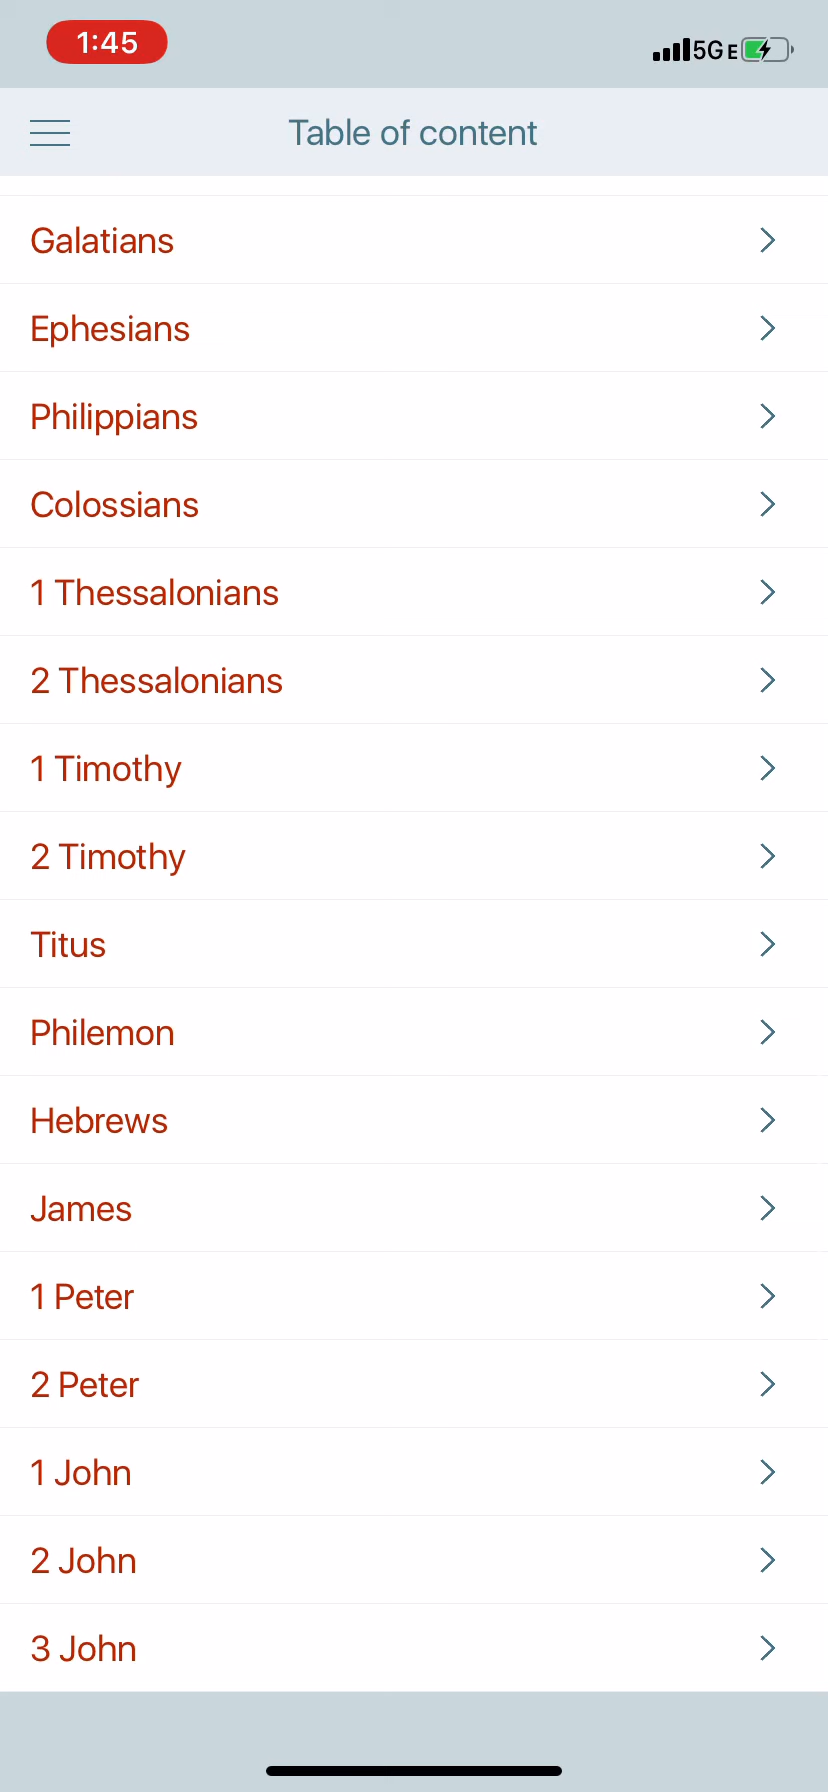 1:45
5G E
Table of content
Galatians
Ephesians
Philippians
Colossians
1 Thessalonians
2 Thessalonians
1 Timothy
2 Timothy
Titus
Philemon
Hebrews
James
1 Peter
2 Peter
1 John
2 John
3 John